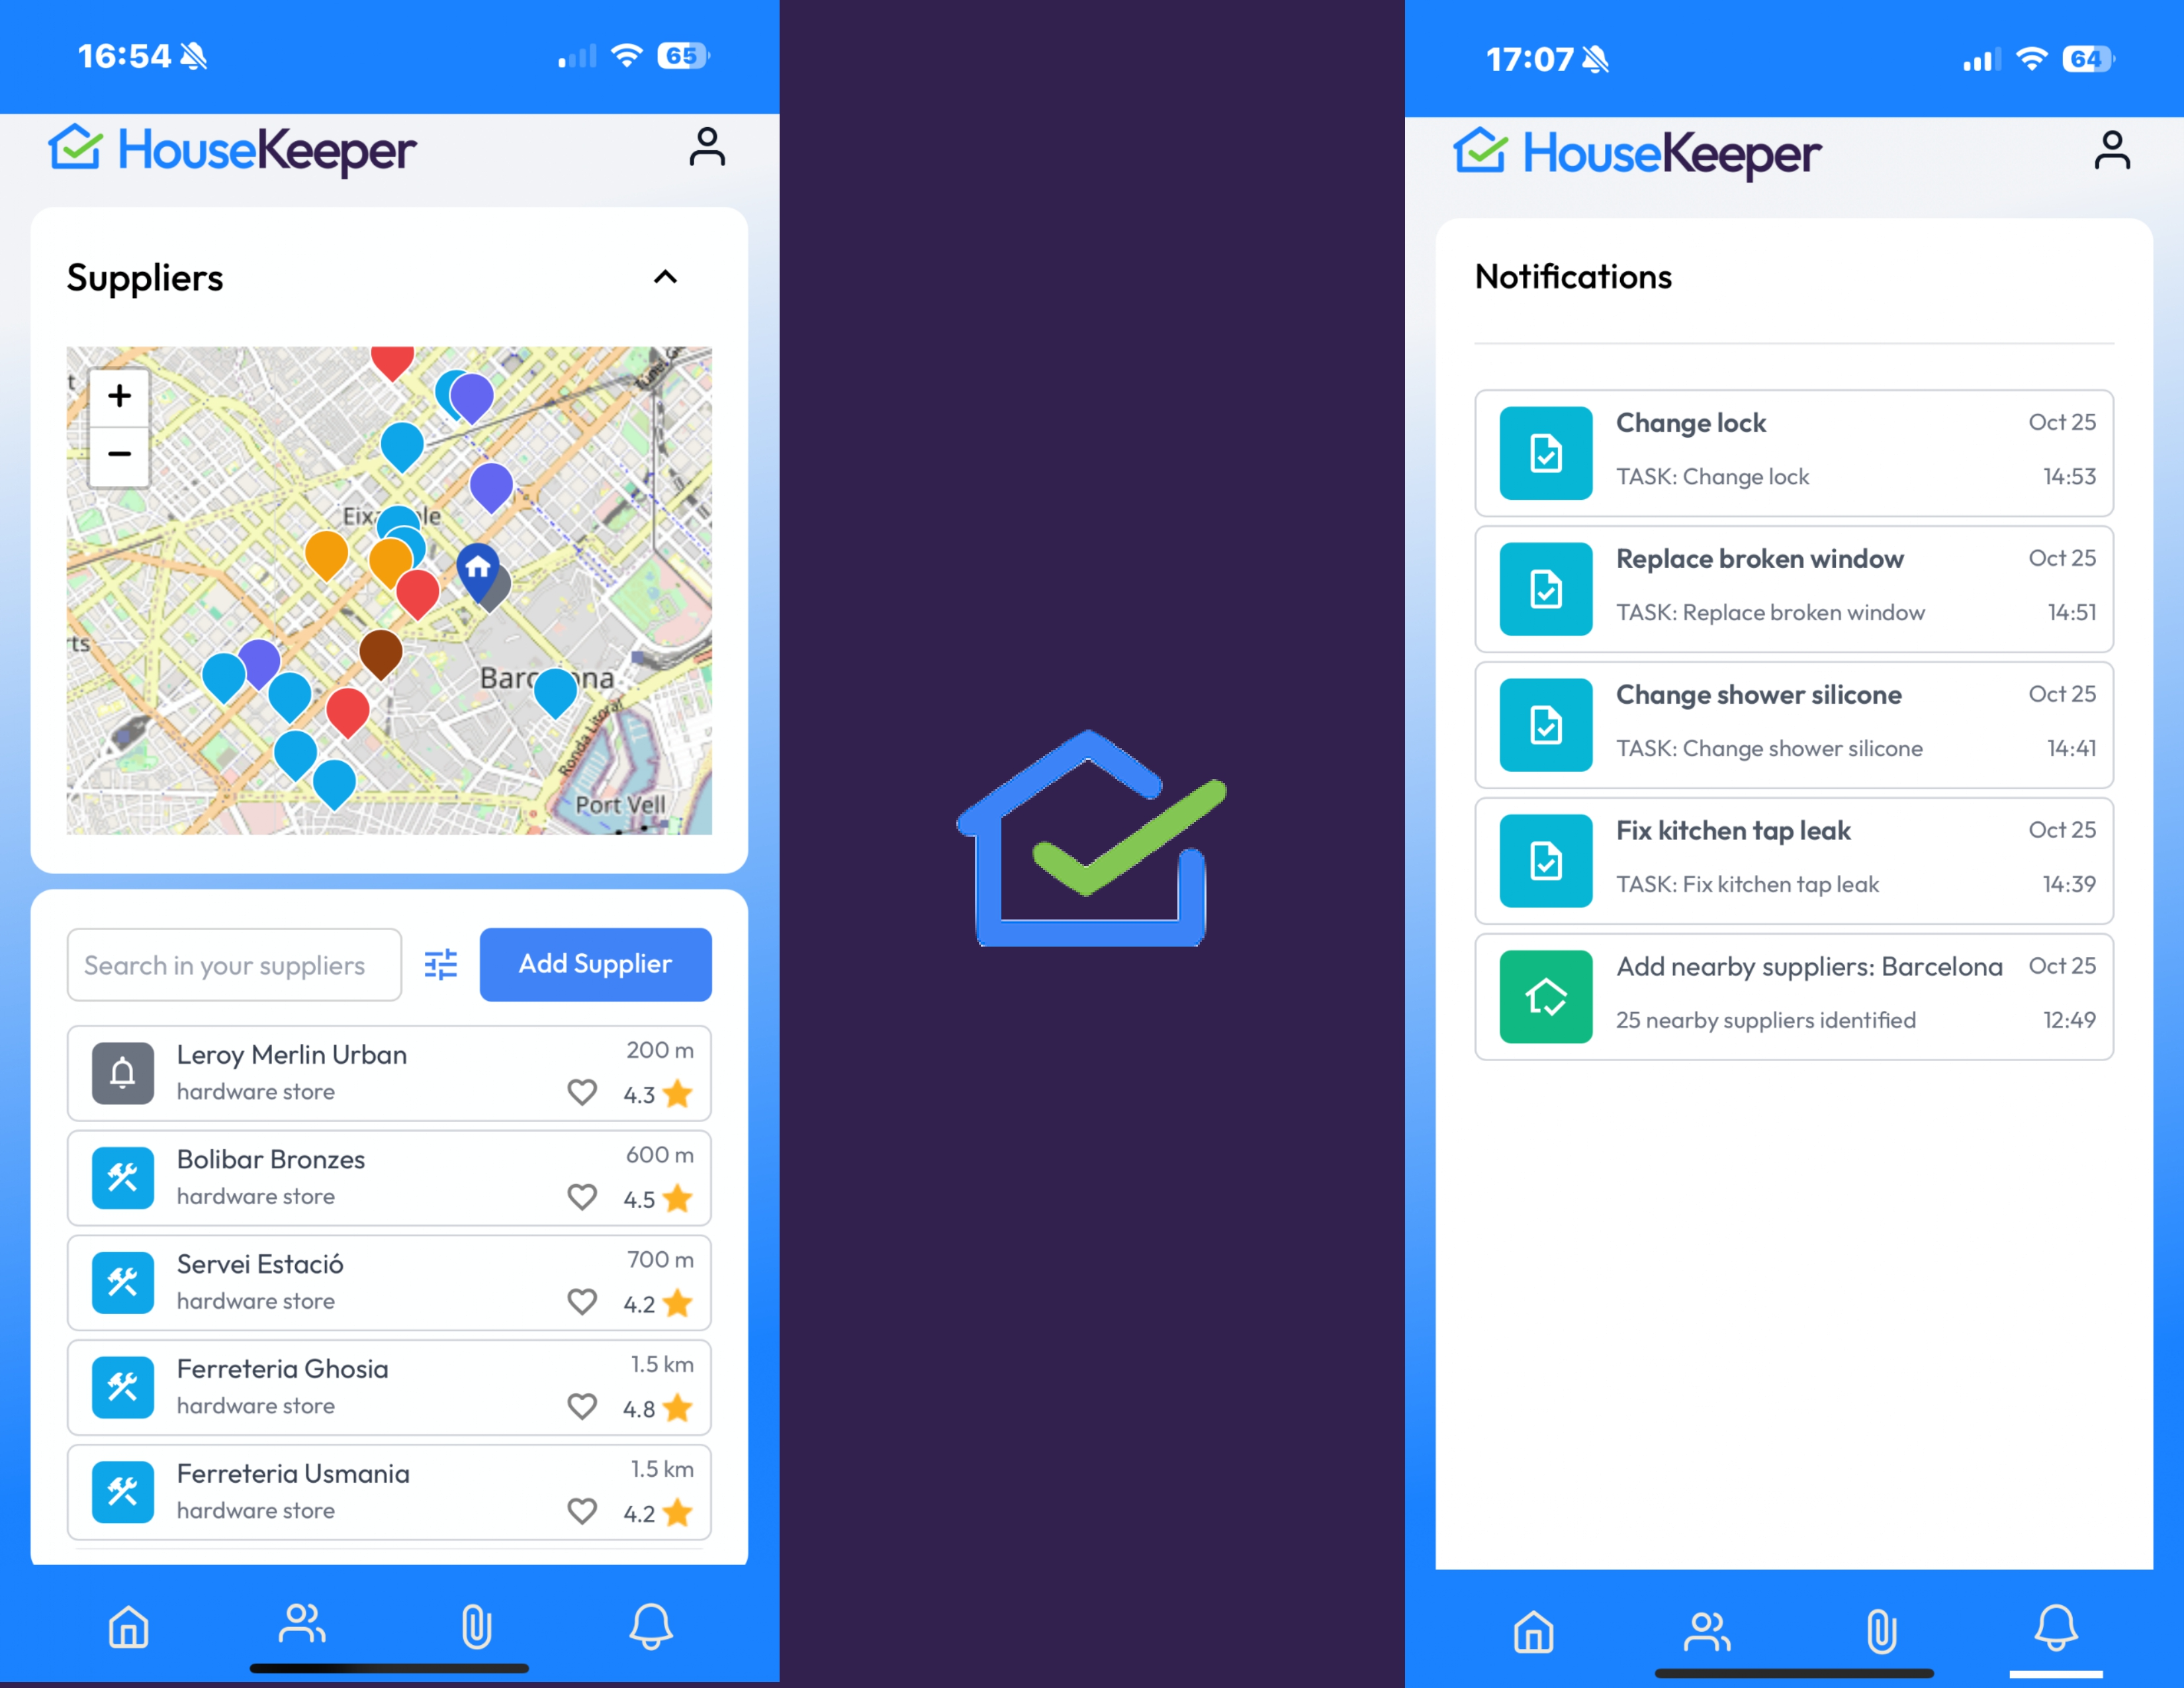 16:54
65
HouseKeeper
Suppliers
t
+
−
Eixa le
rts
Barc na
Ronda Litoral
Port Vell
Search in your suppliers
Add Supplier
Leroy Merlin Urban
200 m
hardware store
4.3
Bolibar Bronzes
600 m
hardware store
4.5
Servei Estació
700 m
hardware store
4.2
Ferreteria Ghosia
1.5 km
hardware store
4.8
Ferreteria Usmania
1.5 km
hardware store
4.2
17:07
64
HouseKeeper
Notifications
Change lock
Oct 25
TASK: Change lock
14:53
Replace broken window
Oct 25
TASK: Replace broken window
14:51
Change shower silicone
Oct 25
TASK: Change shower silicone
14:41
Fix kitchen tap leak
Oct 25
TASK: Fix kitchen tap leak
14:39
Add nearby suppliers: Barcelona
Oct 25
25 nearby suppliers identified
12:49